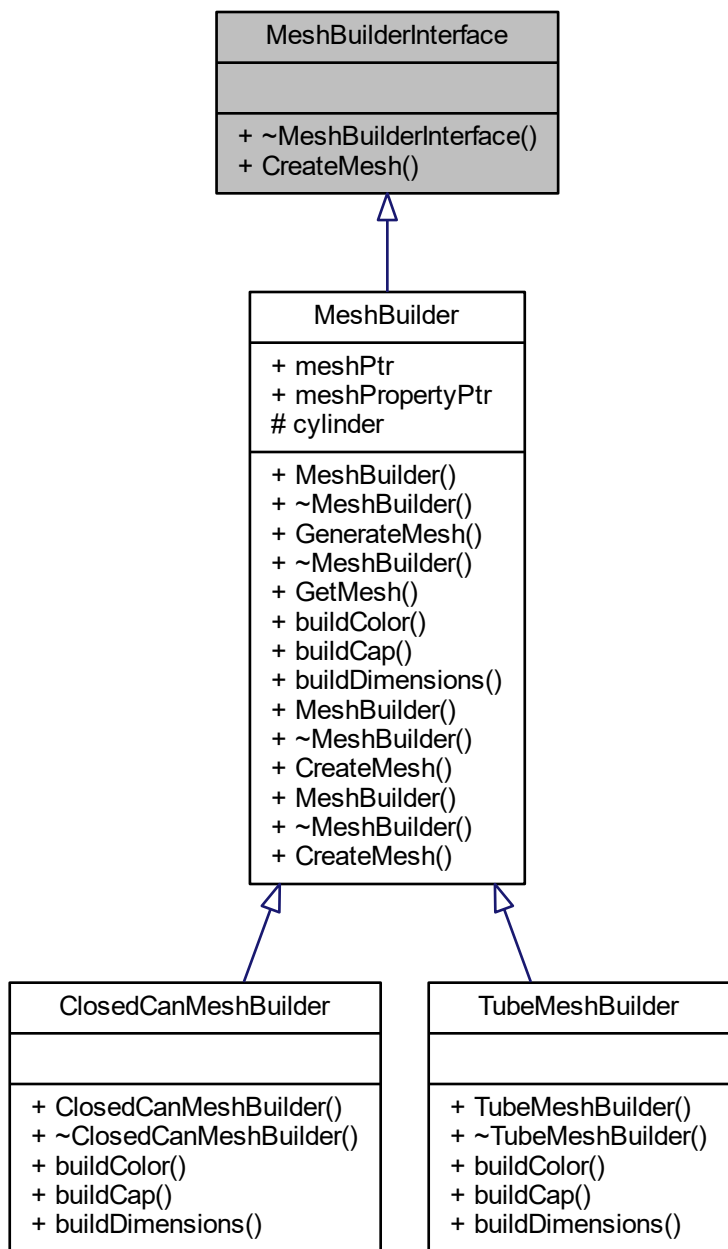 MeshBuilderInterface
+ ~MeshBuilderInterface()
+ CreateMesh()
MeshBuilder
+ meshPtr
+ meshPropertyPtr
# cylinder
+ MeshBuilder()
+ ~MeshBuilder()
+ GenerateMesh()
+ ~MeshBuilder()
+ GetMesh()
+ buildColor()
+ buildCap()
+ buildDimensions()
+ MeshBuilder()
+ ~MeshBuilder()
+ CreateMesh()
+ MeshBuilder()
+ ~MeshBuilder()
+ CreateMesh()
ClosedCanMeshBuilder
+ ClosedCanMeshBuilder()
+ ~ClosedCanMeshBuilder()
+ buildColor()
+ buildCap()
+ buildDimensions()
TubeMeshBuilder
+ TubeMeshBuilder()
+ ~TubeMeshBuilder()
+ buildColor()
+ buildCap()
+ buildDimensions()